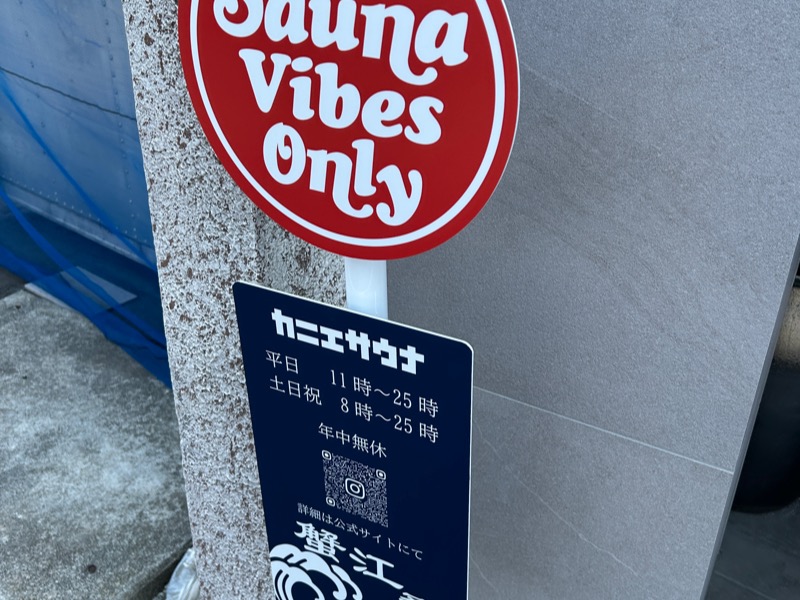 Sauna
Vibes
Only
カニエサウナ
平日 11時～25時
土日祝 8時～25時
年中無休
詳細は公式サイトにて
蟹江